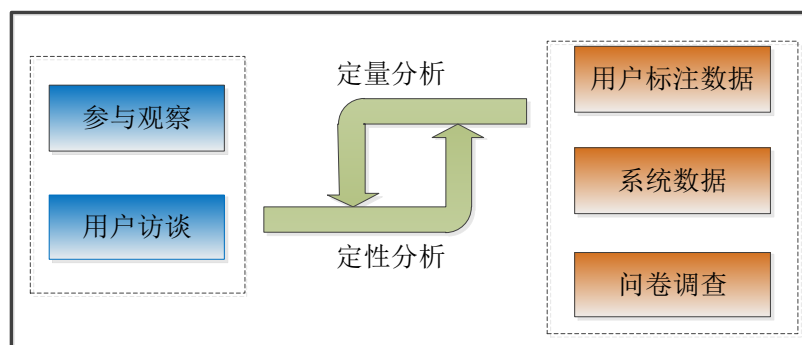 参与观察
用户访谈
定量分析
定性分析
用户标注数据
系统数据
问卷调查